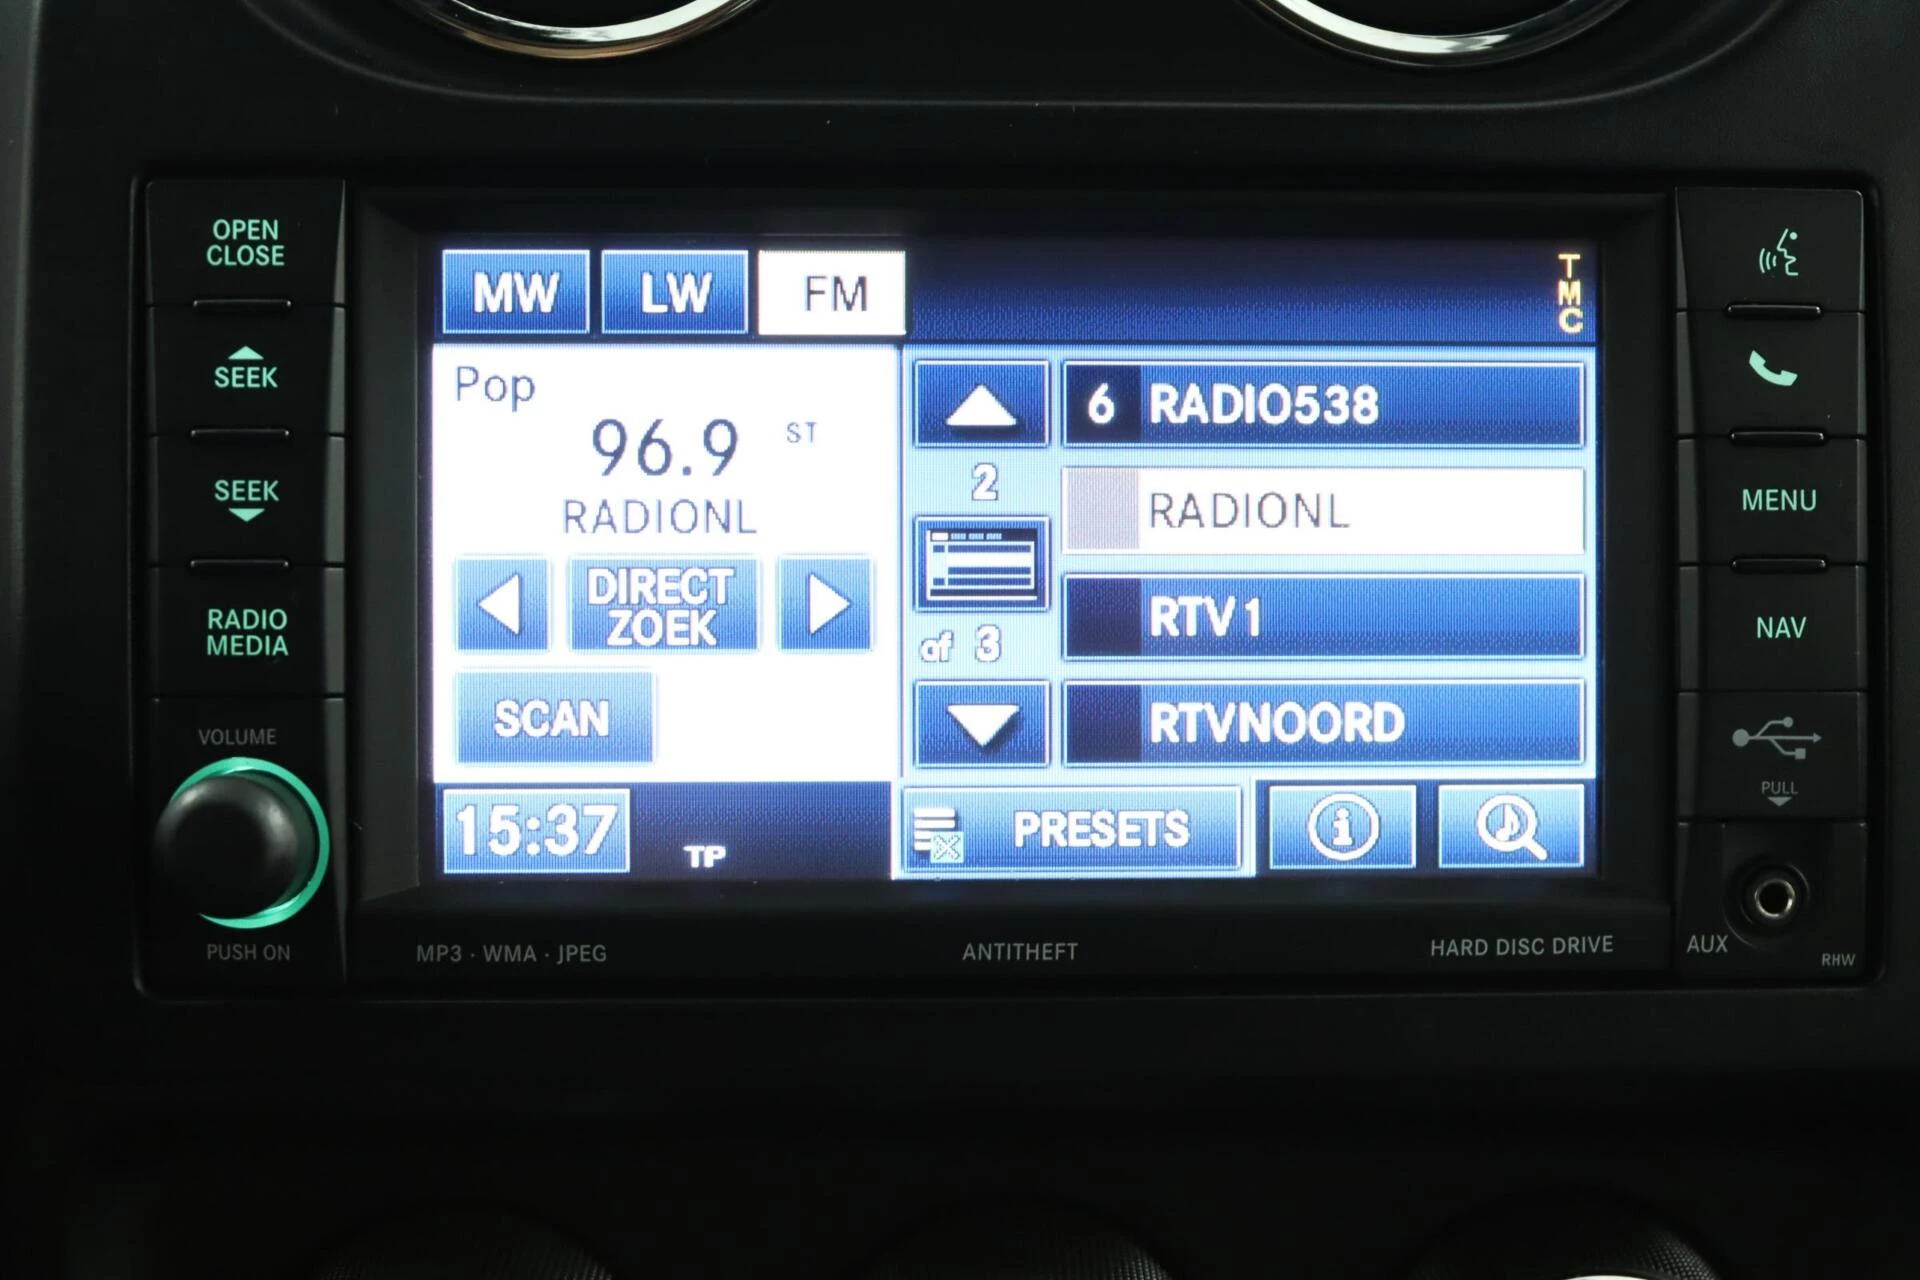 OPEN
CLOSE
SEEK
SEEK
RADIO
MEDIA
VOLUME
PUSH ON
MW LW FM
TMC
Pop
96.9 ST
RADIONL
DIRECT
ZOEK
SCAN
15:37
TP
2
of 3
6 RADIO538
RADIONL
RTV1
RTVNOORD
PRESETS
i
MENU
NAV
PULL
MP3 · WMA · JPEG
ANTITHEFT
HARD DISC DRIVE
AUX
RHW